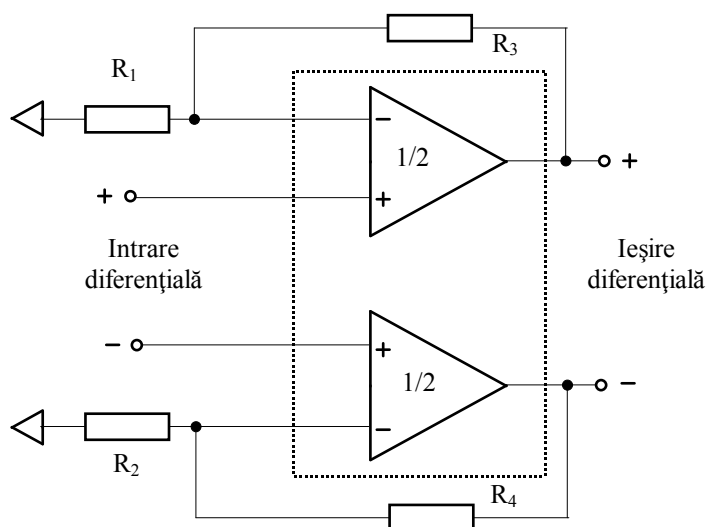 R3
R1
−
1/2
+
+
+
Intrare
diferenţială
Ieşire
diferenţială
−
+
1/2
−
−
R2
R4